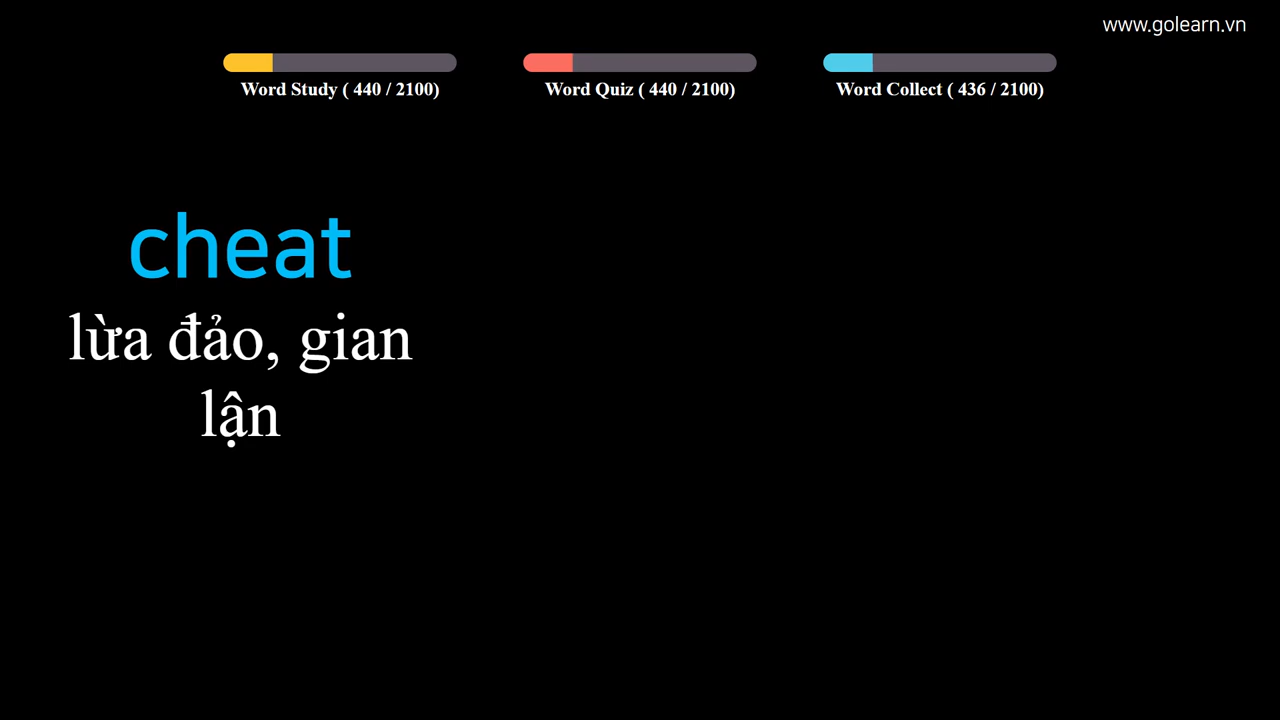 www.golearn.vn
Word Study ( 440 / 2100)
Word Quiz ( 440 / 2100)
Word Collect ( 436 / 2100)
cheat
lừa đảo, gian
lận